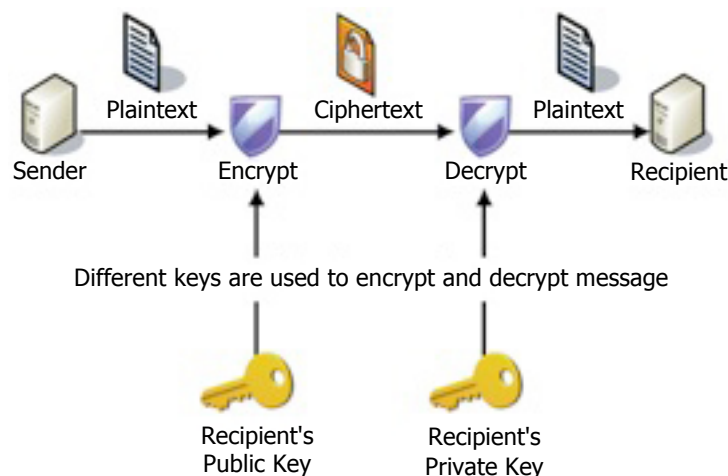 Plaintext Ciphertext Plaintext
Sender Encrypt Decrypt Recipient
Different keys are used to encrypt and decrypt message
Recipient's
Public Key
Recipient's
Private Key